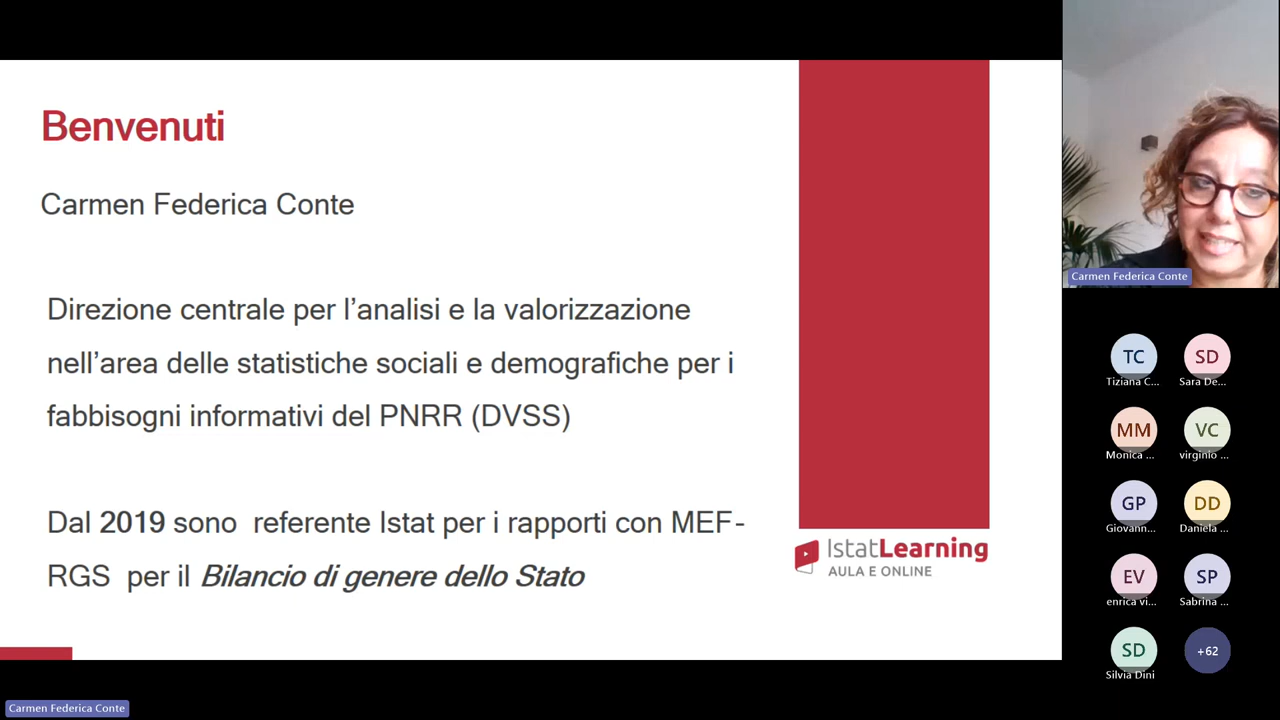 Benvenuti
Carmen Federica Conte
Direzione centrale per l’analisi e la valorizzazione
nell’area delle statistiche sociali e demografiche per i
fabbisogni informativi del PNRR (DVSS)
Dal 2019 sono referente Istat per i rapporti con MEF-
RGS per il Bilancio di genere dello Stato
IstatLearning
AULA E ONLINE
Carmen Federica Conte
Carmen Federica Conte
TC
Tiziana C...
SD
Sara De...
MM
Monica ...
VC
virginio ...
GP
Giovann...
DD
Daniela ...
EV
enrica vi...
SP
Sabrina ...
SD
Silvia Dini
+62